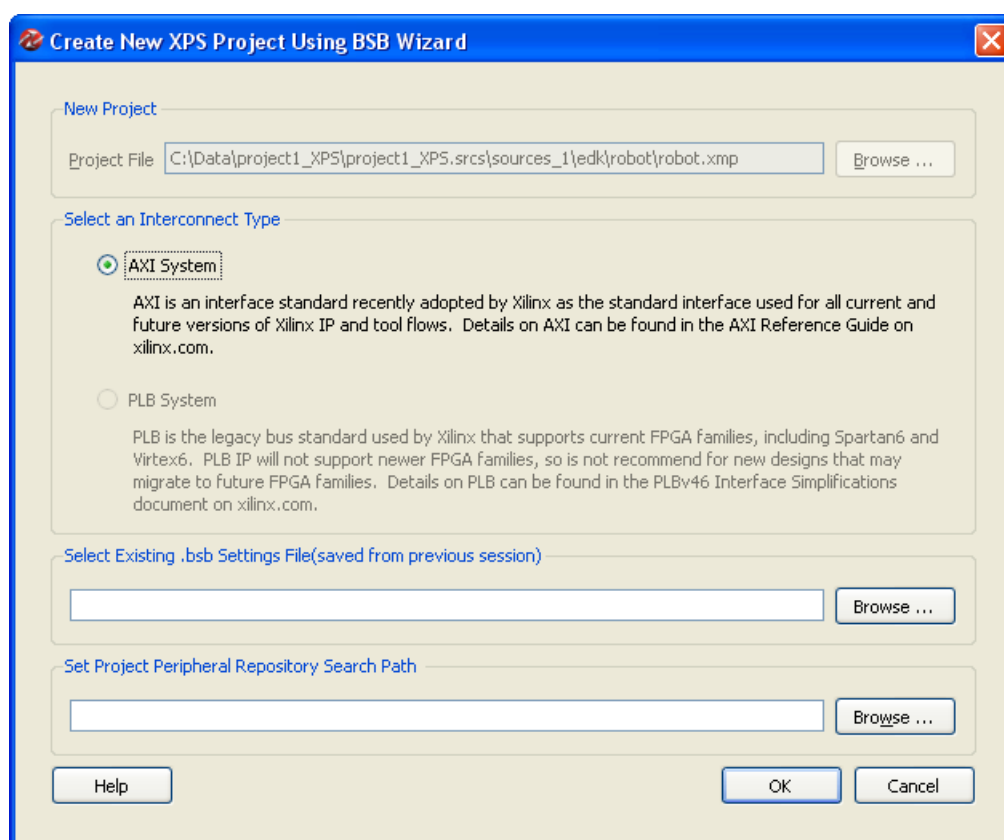 Create New XPS Project Using BSB Wizard
New Project
Project File C:\Data\project1_XPS\project1_XPS.srcs\sources_1\edk\robot\robot.xmp Browse ...
Select an Interconnect Type
AXI System
AXI is an interface standard recently adopted by Xilinx as the standard interface used for all current and
future versions of Xilinx IP and tool flows.  Details on AXI can be found in the AXI Reference Guide on
xilinx.com.
PLB System
PLB is the legacy bus standard used by Xilinx that supports current FPGA families, including Spartan6 and
Virtex6.  PLB IP will not support newer FPGA families, so is not recommend for new designs that may
migrate to future FPGA families.  Details on PLB can be found in the PLBv46 Interface Simplifications
document on xilinx.com.
Select Existing .bsb Settings File(saved from previous session)
Browse ...
Set Project Peripheral Repository Search Path
Browse ...
Help OK Cancel